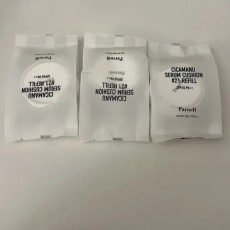 Parnell
CICAMANU
SERUM CUSHION
#21 REFILL
Parnell
CICAMANU
SERUM CUSHION
#21 REFILL
CICAMANU
SERUM CUSHION
#21 REFILL
Parnell